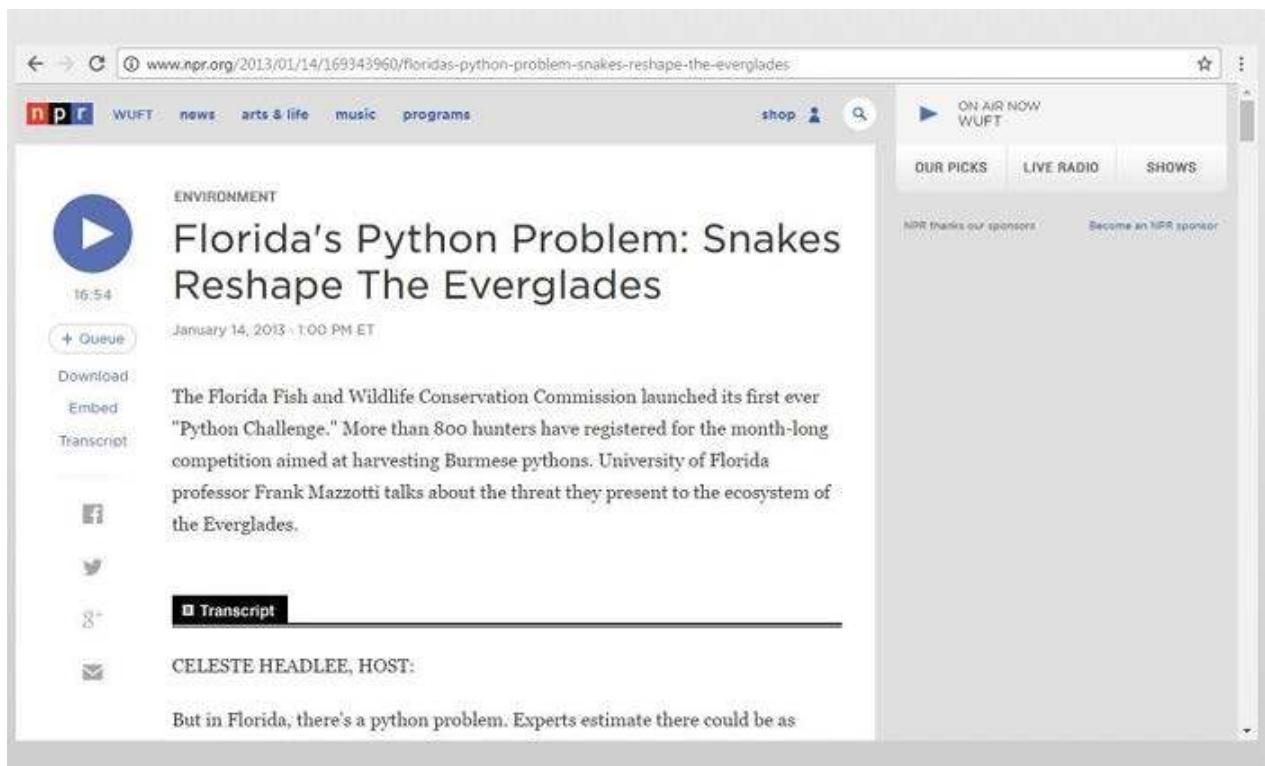 www.npr.org/2013/01/14/169343960/floridas-python-problem-snakes-reshape-the-everglades
npr WUFT news arts & life music programs shop
ON AIR NOW
WUFT
OUR PICKS LIVE RADIO SHOWS
NPR thanks our sponsors Become an NPR sponsor
ENVIRONMENT
Florida's Python Problem: Snakes
Reshape The Everglades
January 14, 2013 · 1:00 PM ET
16:54
+ Queue
Download
Embed
Transcript
The Florida Fish and Wildlife Conservation Commission launched its first ever
"Python Challenge." More than 800 hunters have registered for the month-long
competition aimed at harvesting Burmese pythons. University of Florida
professor Frank Mazzotti talks about the threat they present to the ecosystem of
the Everglades.
Transcript
CELESTE HEADLEE, HOST:
But in Florida, there's a python problem. Experts estimate there could be as